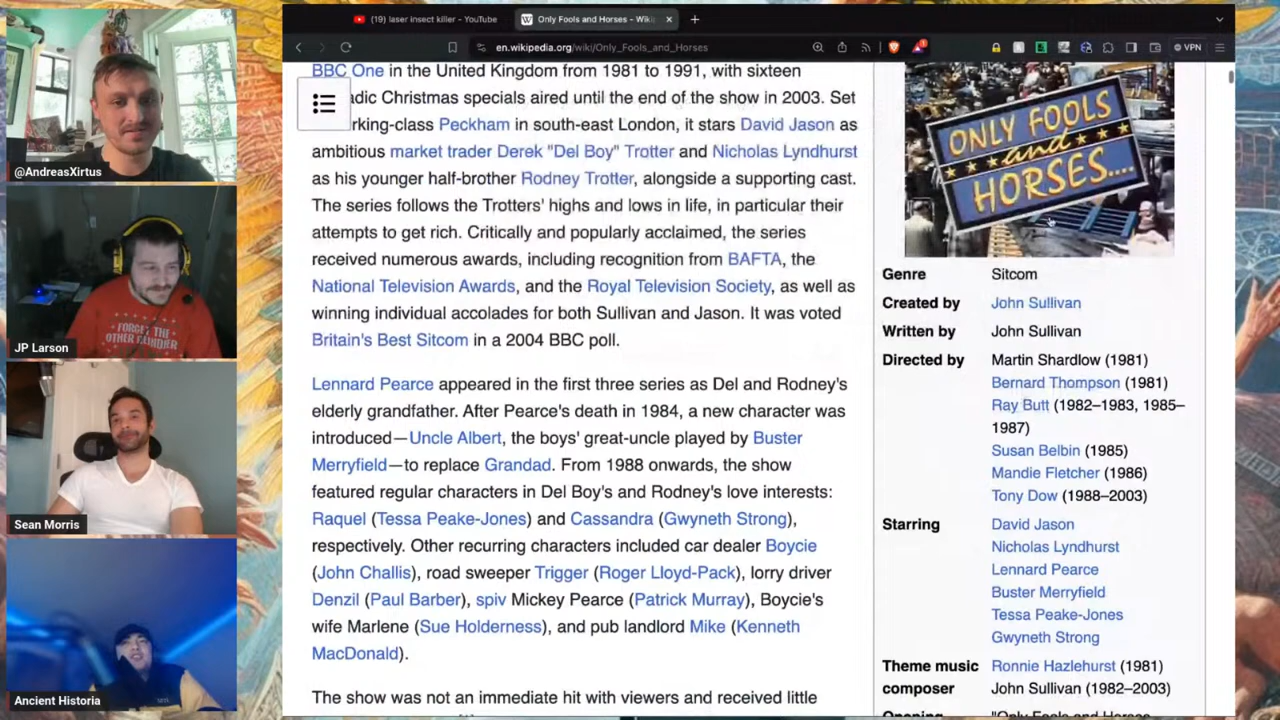 (19) laser insect killer - YouTube
Only Fools and Horses - Wiki
en.wikipedia.org/wiki/Only_Fools_and_Horses
VPN
BBC One in the United Kingdom from 1981 to 1991, with sixteen
adic Christmas specials aired until the end of the show in 2003. Set
rking-class Peckham in south-east London, it stars David Jason as
ambitious market trader Derek "Del Boy" Trotter and Nicholas Lyndhurst
as his younger half-brother Rodney Trotter, alongside a supporting cast.
The series follows the Trotters' highs and lows in life, in particular their
attempts to get rich. Critically and popularly acclaimed, the series
received numerous awards, including recognition from BAFTA, the
National Television Awards, and the Royal Television Society, as well as
winning individual accolades for both Sullivan and Jason. It was voted
Britain's Best Sitcom in a 2004 BBC poll.
Lennard Pearce appeared in the first three series as Del and Rodney's
elderly grandfather. After Pearce's death in 1984, a new character was
introduced—Uncle Albert, the boys' great-uncle played by Buster
Merryfield—to replace Grandad. From 1988 onwards, the show
featured regular characters in Del Boy's and Rodney's love interests:
Raquel (Tessa Peake-Jones) and Cassandra (Gwyneth Strong),
respectively. Other recurring characters included car dealer Boycie
(John Challis), road sweeper Trigger (Roger Lloyd-Pack), lorry driver
Denzil (Paul Barber), spiv Mickey Pearce (Patrick Murray), Boycie's
wife Marlene (Sue Holderness), and pub landlord Mike (Kenneth
MacDonald).
The show was not an immediate hit with viewers and received little
ONLY FOOLS
and
HORSES....
Genre Sitcom
Created by John Sullivan
Written by John Sullivan
Directed by Martin Shardlow (1981)
Bernard Thompson (1981)
Ray Butt (1982–1983, 1985–
1987)
Susan Belbin (1985)
Mandie Fletcher (1986)
Tony Dow (1988–2003)
Starring David Jason
Nicholas Lyndhurst
Lennard Pearce
Buster Merryfield
Tessa Peake-Jones
Gwyneth Strong
Theme music Ronnie Hazlehurst (1981)
composer John Sullivan (1982–2003)
@AndreasXirtus
FORGET THE
JP Larson
Sean Morris
Ancient Historia